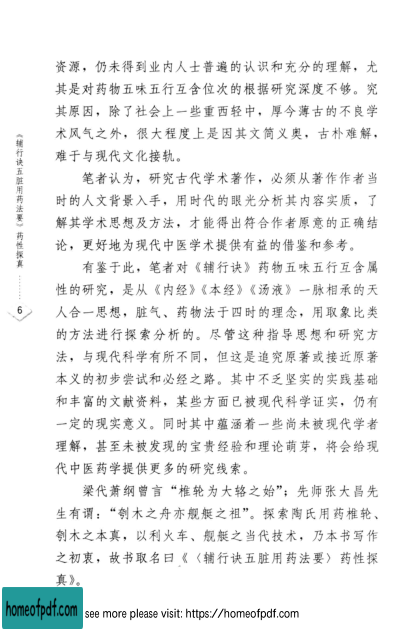 资源，仍未得到业内人士普遍的认识和充分的理解，尤
其是对药物五味五行互含位次的根据研究深度不够。究
其原因，除了社会上一些重西轻中，厚今薄古的不良学
术风气之外，很大程度上是因其文简义奥，古朴难解，
难于与现代文化接轨。
笔者认为，研究古代学术著作，必须从著作作者当
时的人文背景入手，用时代的眼光分析其内容实质，了
解其学术思想及方法，才能得出符合作者原意的正确结
论，更好地为现代中医学术提供有益的借鉴和参考。
有鉴于此，笔者对《辅行诀》药物五味五行互含属
性的研究，是从《内经》《本经》《汤液》一脉相承的天
人合一思想，脏气、药物法于四时的理念，用取象比类
的方法进行探索分析的。尽管这种指导思想和研究方
法，与现代科学有所不同，但这是追究原著或接近原著
本义的初步尝试和必经之路。其中不乏坚实的实践基础
和丰富的文献资料，某些方面已被现代科学证实，仍有
一定的现实意义。同时其中蕴涵着一些尚未被现代学者
理解，甚至未被发现的宝贵经验和理论萌芽，将会给现
代中医药学提供更多的研究线索。
梁代萧纲曾言“椎轮为大辂之始”；先师张大昌先
生有谓：“刳木之舟亦舰艇之祖”。探索陶氏用药椎轮、
刳木之本真，以利火车、舰艇之当代技术，乃本书写作
之初衷，故书取名曰《〈辅行诀五脏用药法要〉药性探
真》。
《辅行诀五脏用药法要》药性探真……
6
homeofpdf.com
see more please visit: https://homeofpdf.com